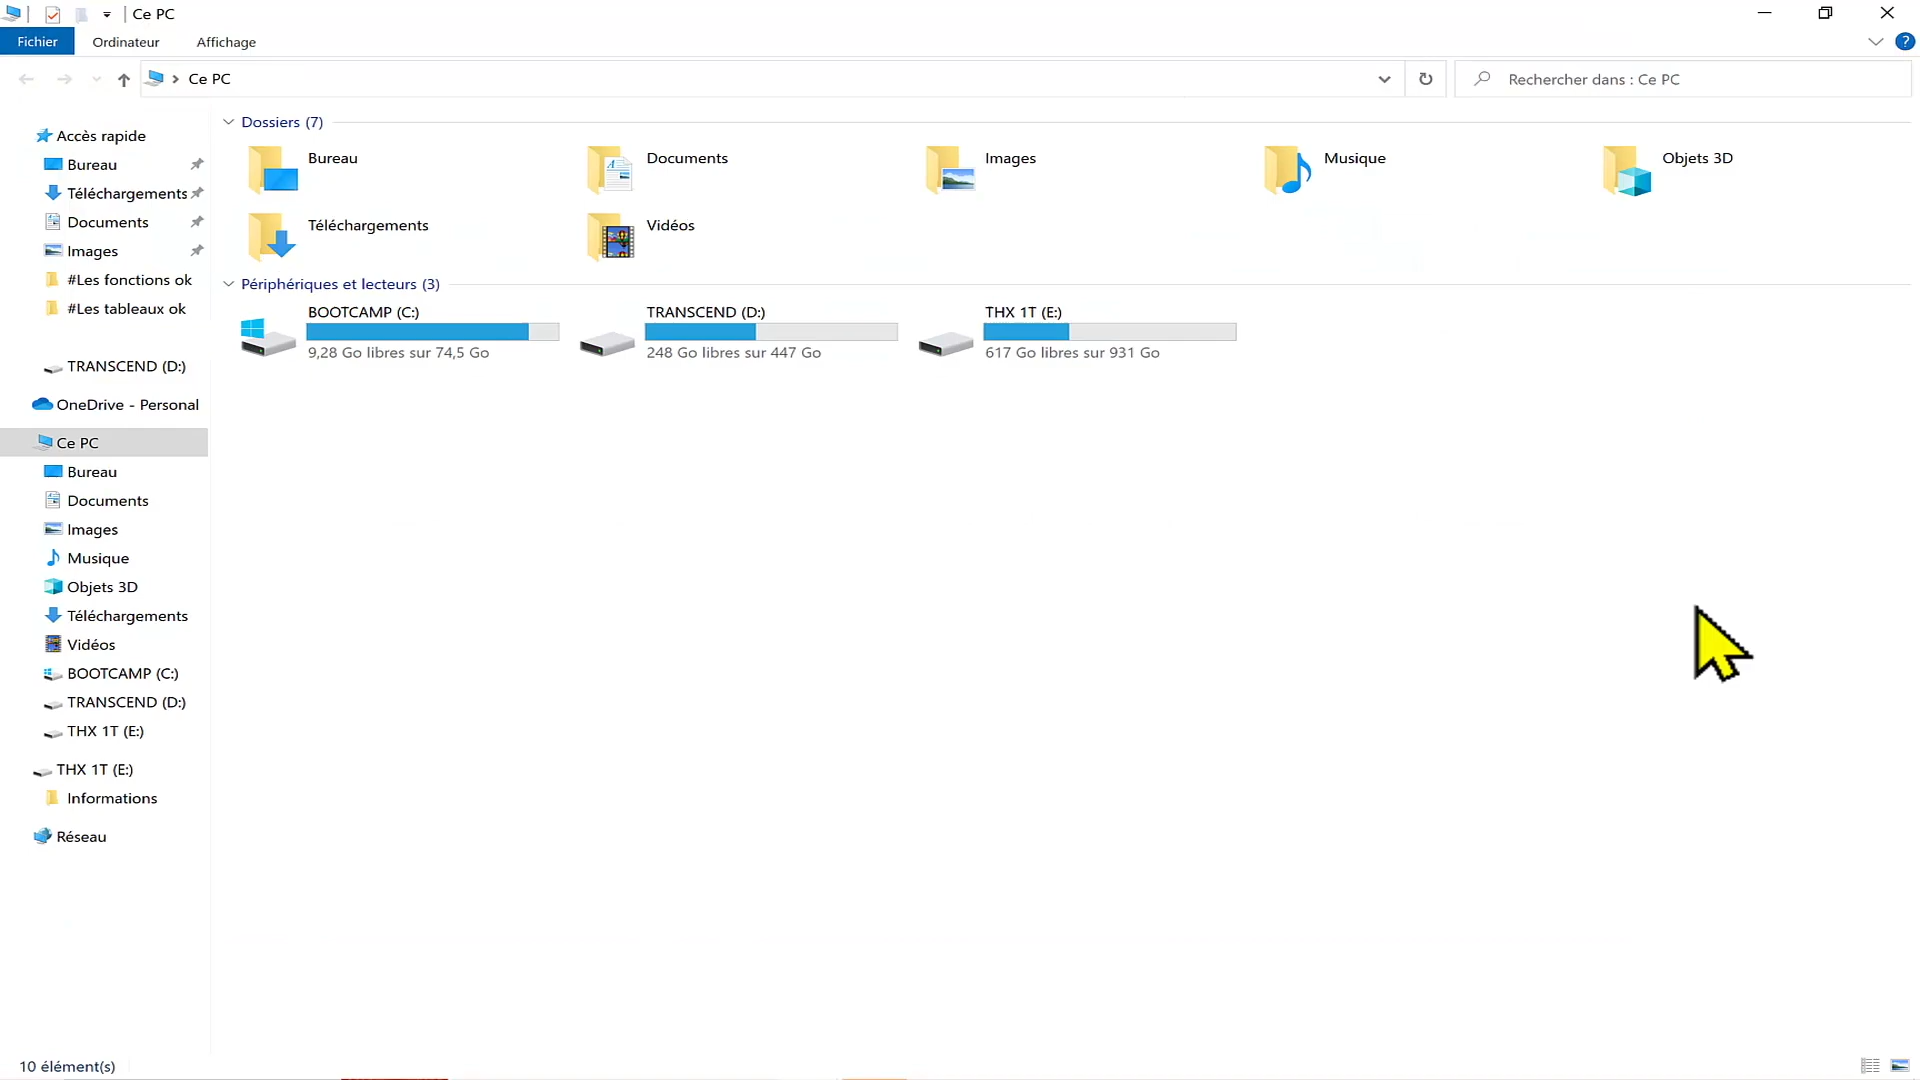 Ce PC
Fichier
Ordinateur
Affichage
?
Ce PC
Rechercher dans : Ce PC
Accès rapide
Bureau
Téléchargements
Documents
Images
#Les fonctions ok
#Les tableaux ok
TRANSCEND (D:)
OneDrive - Personal
Ce PC
Bureau
Documents
Images
Musique
Objets 3D
Téléchargements
Vidéos
BOOTCAMP (C:)
TRANSCEND (D:)
THX 1T (E:)
THX 1T (E:)
Informations
Réseau
Dossiers (7)
Bureau
Documents
Images
Musique
Objets 3D
Téléchargements
Vidéos
Périphériques et lecteurs (3)
BOOTCAMP (C:)
9,28 Go libres sur 74,5 Go
TRANSCEND (D:)
248 Go libres sur 447 Go
THX 1T (E:)
617 Go libres sur 931 Go
10 élément(s)